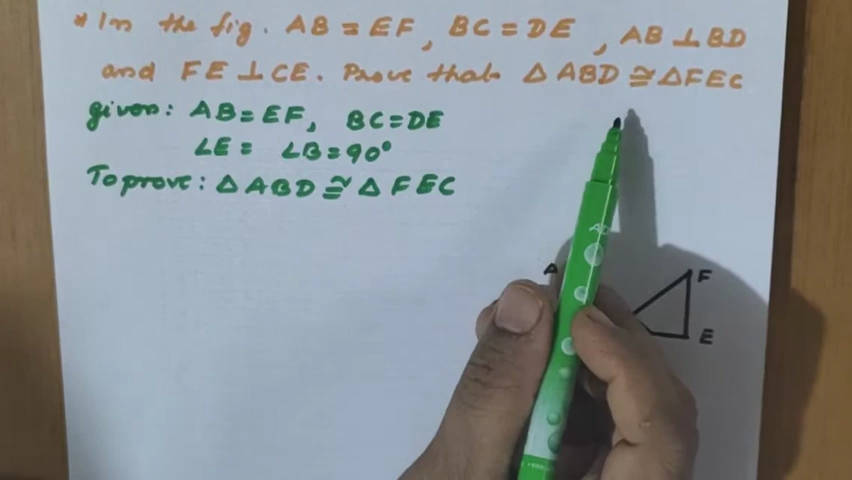 * In the fig. AB = EF, BC = DE, AB ⊥ BD
and FE ⊥ CE. Prove that Δ ABD ≅ Δ FEC
given: AB = EF, BC = DE
∠E = ∠B = 90°
To prove: Δ ABD ≅ Δ FEC
A
F
E